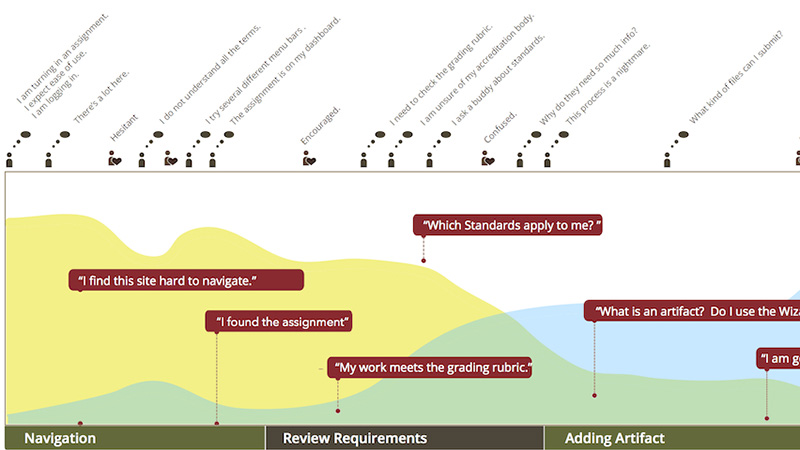 I am turning in an assignment.
I expect ease of use.
I am logging in.
There's a lot here.
Hesitant
I do not understand all the terms.
I try several different menu bars.
The assignment is on my dashboard.
Encouraged.
I need to check the grading rubric.
I am unsure of my accreditation body.
I ask a buddy about standards.
Confused.
Why do they need so much info?
This process is a nightmare.
What kind of files can I submit?
"Which Standards apply to me? "
"I find this site hard to navigate."
"I found the assignment"
"What is an artifact? Do I use the Wiza
"My work meets the grading rubric."
"I am g
Navigation
Review Requirements
Adding Artifact